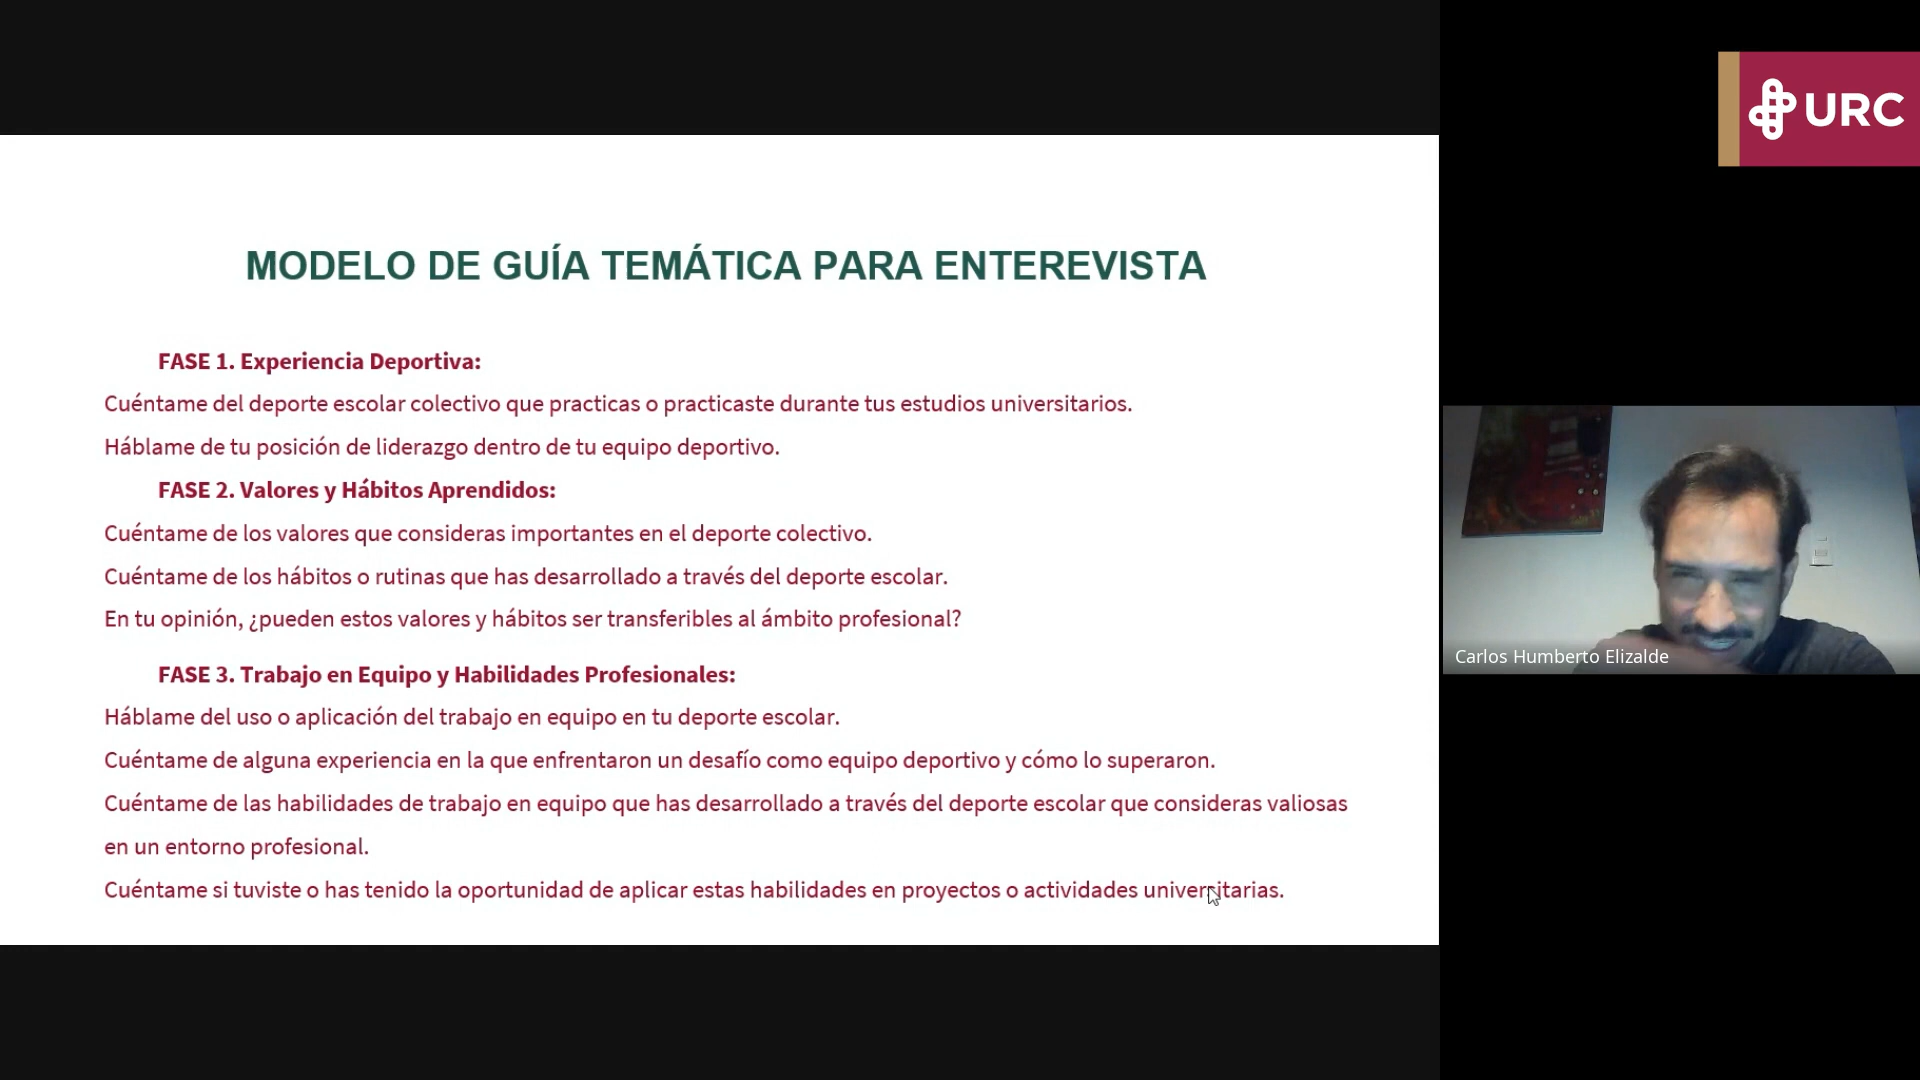 URC
MODELO DE GUÍA TEMÁTICA PARA ENTEREVISTA
FASE 1. Experiencia Deportiva:
Cuéntame del deporte escolar colectivo que practicas o practicaste durante tus estudios universitarios.
Háblame de tu posición de liderazgo dentro de tu equipo deportivo.
FASE 2. Valores y Hábitos Aprendidos:
Cuéntame de los valores que consideras importantes en el deporte colectivo.
Cuéntame de los hábitos o rutinas que has desarrollado a través del deporte escolar.
En tu opinión, ¿pueden estos valores y hábitos ser transferibles al ámbito profesional?
FASE 3. Trabajo en Equipo y Habilidades Profesionales:
Háblame del uso o aplicación del trabajo en equipo en tu deporte escolar.
Cuéntame de alguna experiencia en la que enfrentaron un desafío como equipo deportivo y cómo lo superaron.
Cuéntame de las habilidades de trabajo en equipo que has desarrollado a través del deporte escolar que consideras valiosas
en un entorno profesional.
Cuéntame si tuviste o has tenido la oportunidad de aplicar estas habilidades en proyectos o actividades universitarias.
Carlos Humberto Elizalde